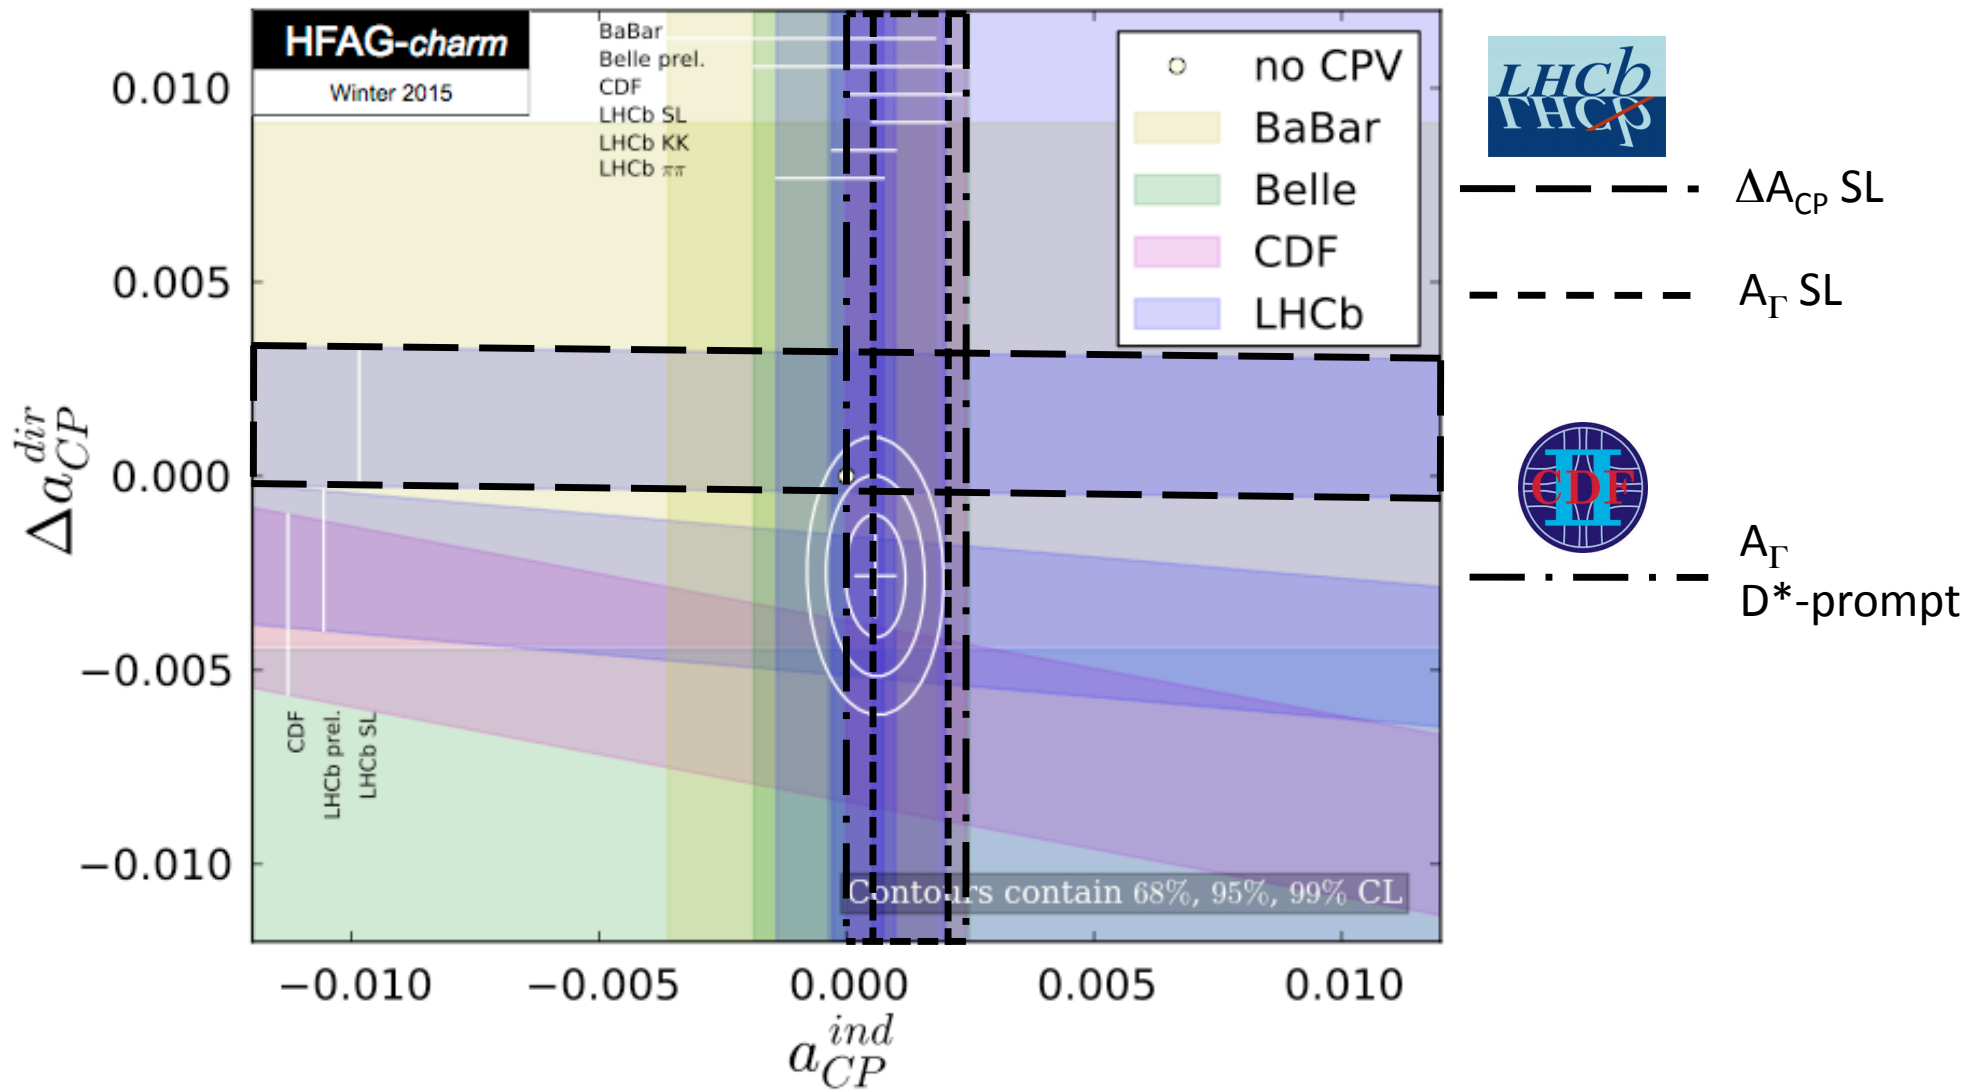 HFAG-charm
Winter 2015
BaBar
Belle prel.
CDF
LHCb SL
LHCb KK
LHCb ππ
no CPV
BaBar
Belle
CDF
LHCb
LHCb
LHCb
ΔA_CP SL
A_Γ SL
CDF
II
A_Γ
D*-prompt
0.010
0.005
0.000
−0.005
−0.010
Δa_CP^dir
CDF
LHCb prel.
LHCb SL
Contours contain 68%, 95%, 99% CL
−0.010
−0.005
0.000
0.005
0.010
a_CP^ind